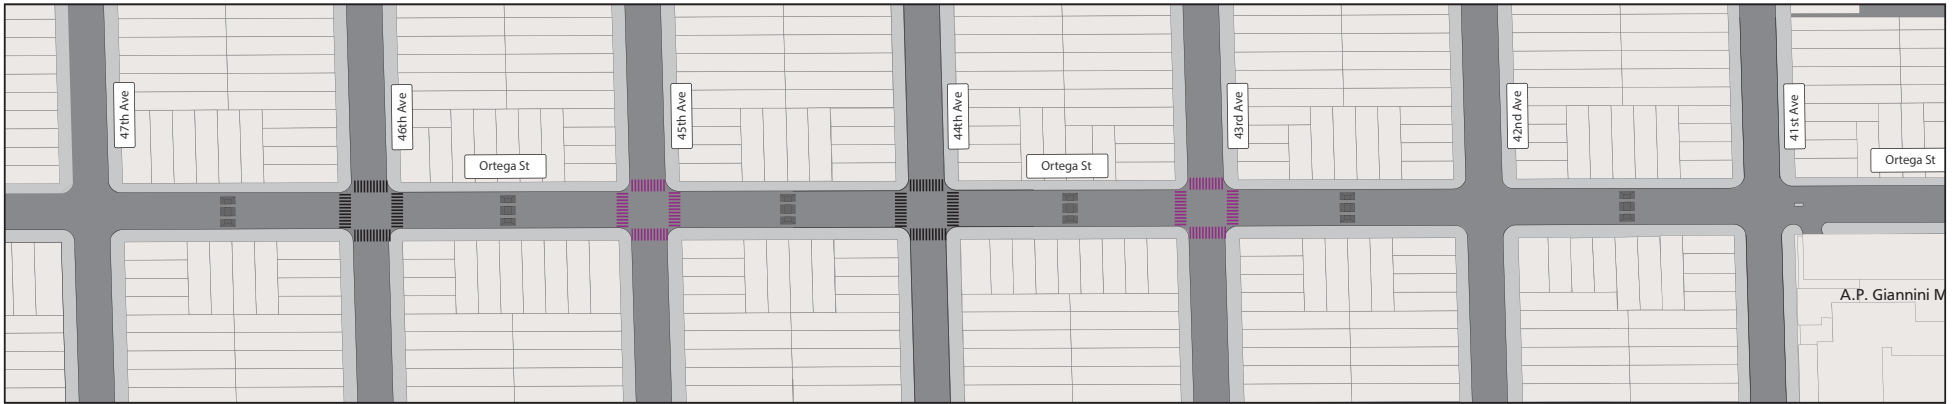 47th Ave
46th Ave
45th Ave
44th Ave
43rd Ave
42nd Ave
41st Ave
Ortega St
Ortega St
Ortega St
A.P. Giannini M